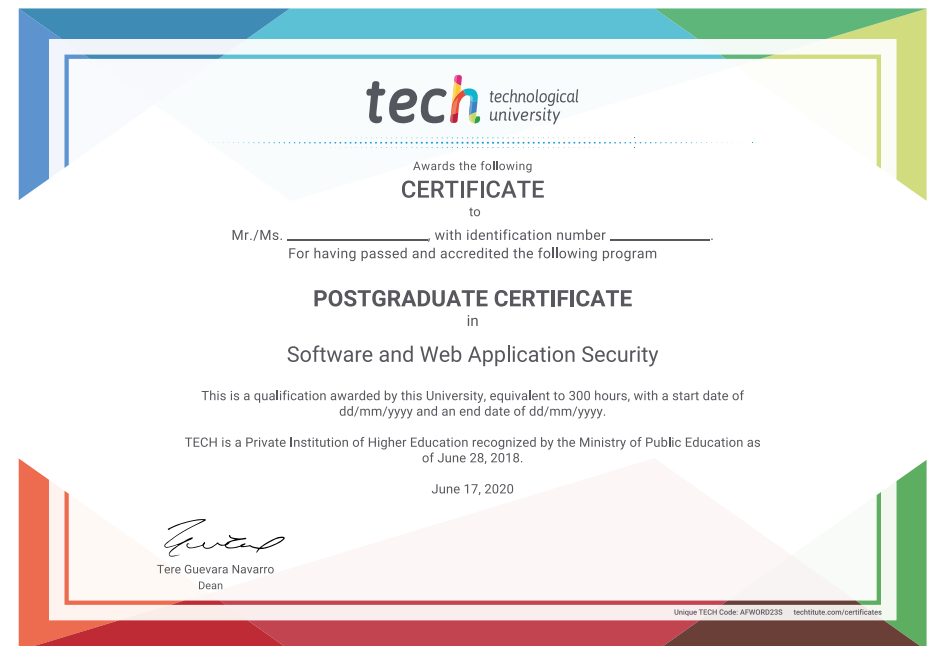 tech technological
university
Awards the following
CERTIFICATE
to
Mr./Ms. ____________, with identification number ____________.
For having passed and accredited the following program
POSTGRADUATE CERTIFICATE
in
Software and Web Application Security
This is a qualification awarded by this University, equivalent to 300 hours, with a start date of
dd/mm/yyyy and an end date of dd/mm/yyyy.
TECH is a Private Institution of Higher Education recognized by the Ministry of Public Education as
of June 28, 2018.
June 17, 2020
Tere Guevara Navarro
Dean
Unique TECH Code: AFWORD23S techtitute.com/certificates